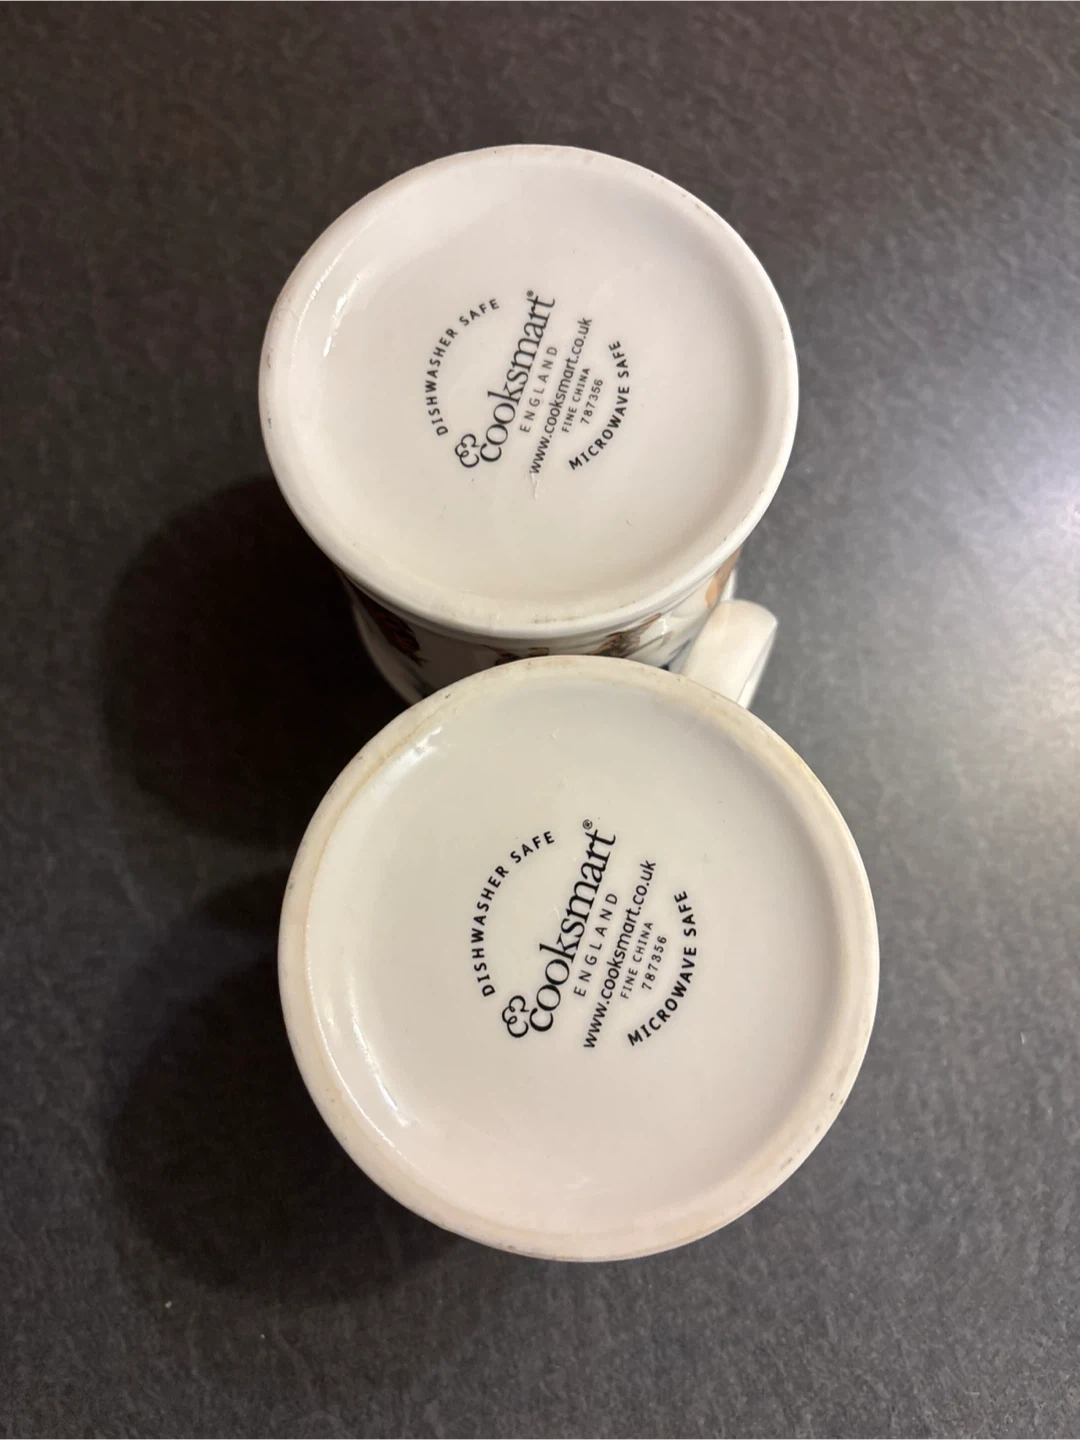 DISHWASHER SAFE
cooksmart®
ENGLAND
www.cooksmart.co.uk
FINE CHINA
787356
MICROWAVE SAFE
DISHWASHER SAFE
cooksmart®
ENGLAND
www.cooksmart.co.uk
FINE CHINA
787356
MICROWAVE SAFE